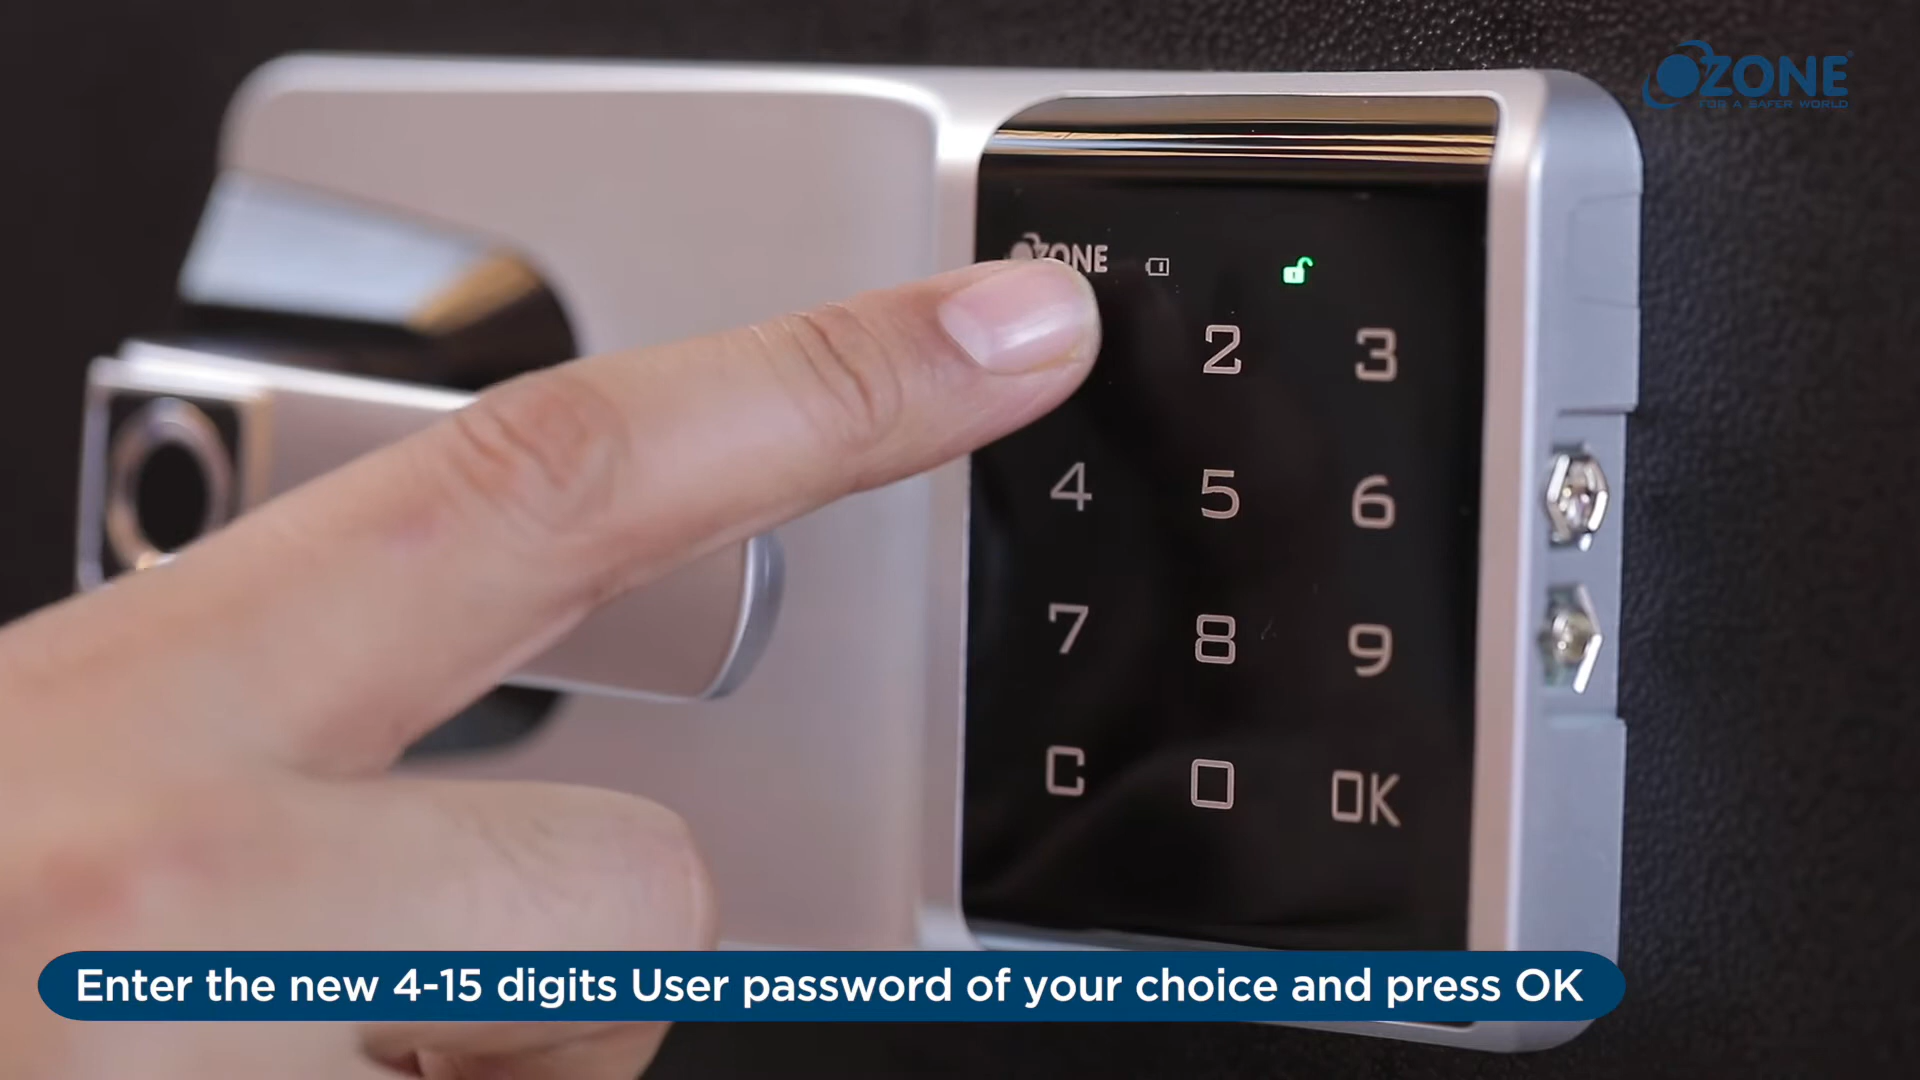 OZONE
FOR A SAFER WORLD
OZONE
2 3
4 5 6
7 8 9
C 0 OK
Enter the new 4-15 digits User password of your choice and press OK